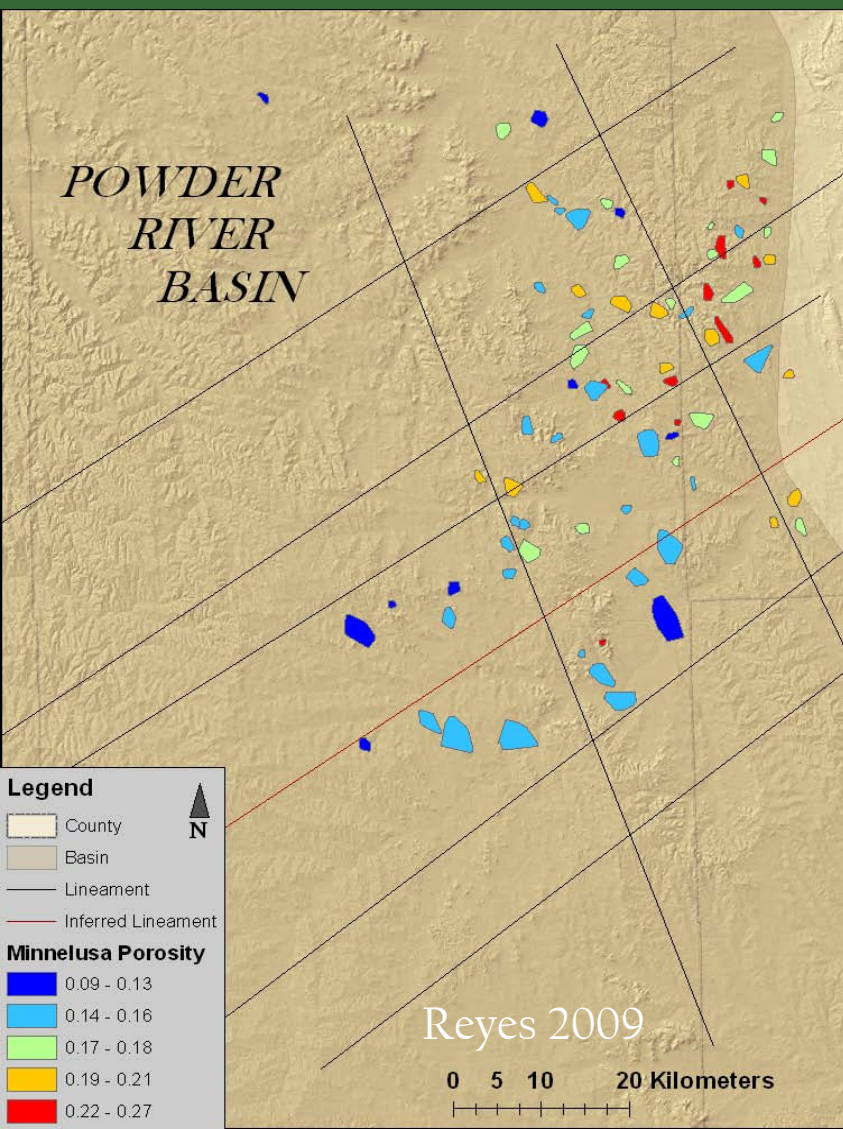 POWDER
RIVER
BASIN
Legend
N
County
Basin
Lineament
Inferred Lineament
Minnelusa Porosity
0.09 - 0.13
0.14 - 0.16
0.17 - 0.18
0.19 - 0.21
0.22 - 0.27
Reyes 2009
0 5 10 20 Kilometers